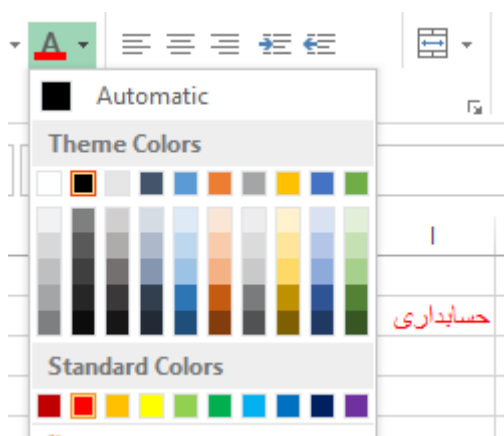 A
Automatic
Theme Colors
I
حسابداری
Standard Colors